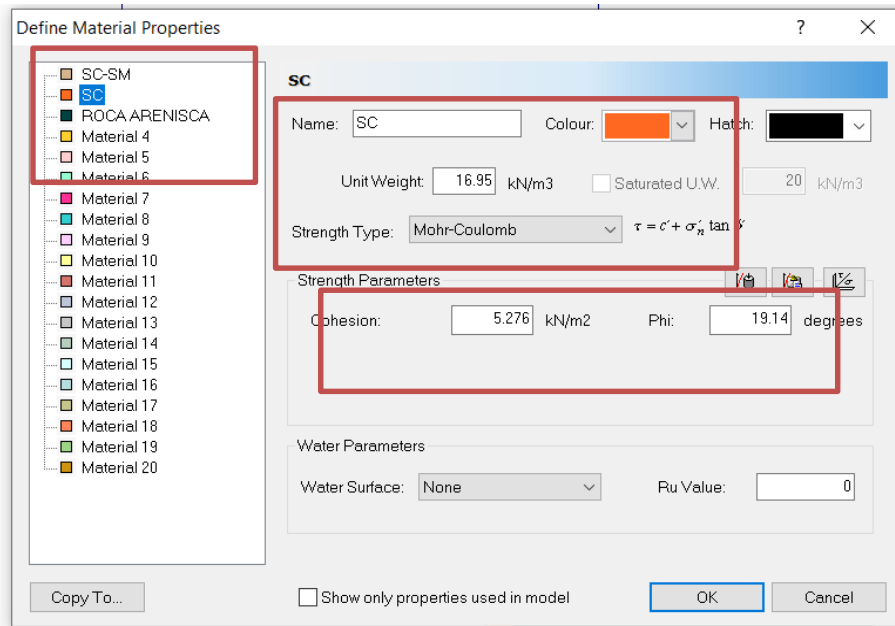 Define Material Properties
?
SC-SM
SC
ROCA ARENISCA
Material 4
Material 5
Material 6
Material 7
Material 8
Material 9
Material 10
Material 11
Material 12
Material 13
Material 14
Material 15
Material 16
Material 17
Material 18
Material 19
Material 20
SC
Name: SC Colour: Hatch:
Unit Weight: 16.95 kN/m3 Saturated U.W. 20 kN/m3
Strength Type: Mohr-Coulomb τ = c′ + σ′n tan
Strength Parameters
Cohesion: 5.276 kN/m2 Phi: 19.14 degrees
Water Parameters
Water Surface: None Ru Value: 0
Copy To... Show only properties used in model OK Cancel